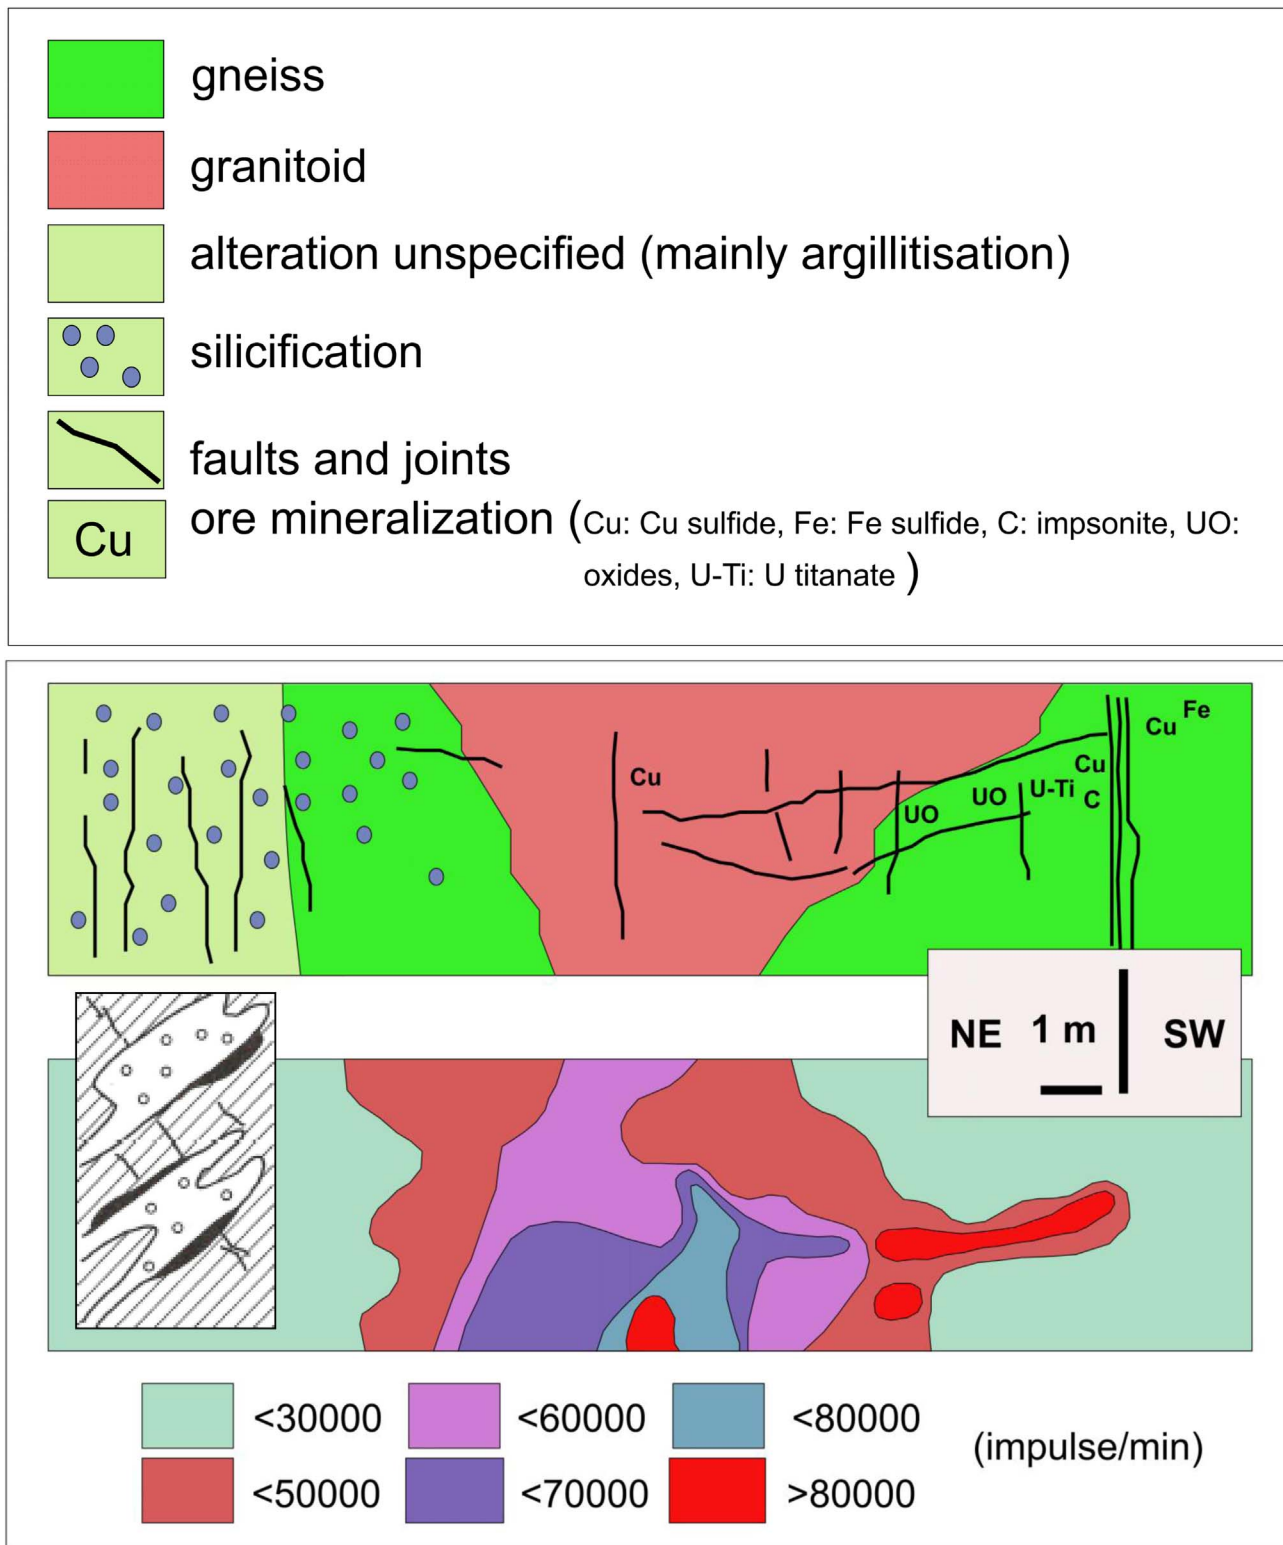 gneiss
granitoid
alteration unspecified (mainly argillitisation)
silicification
faults and joints
Cu
ore mineralization (Cu: Cu sulfide, Fe: Fe sulfide, C: impsonite, UO:
oxides, U-Ti: U titanate )
Fe
Cu
Cu
Cu
U-Ti
UO
C
UO
NE 1 m SW
<30000 <60000 <80000
(impulse/min)
<50000 <70000 >80000